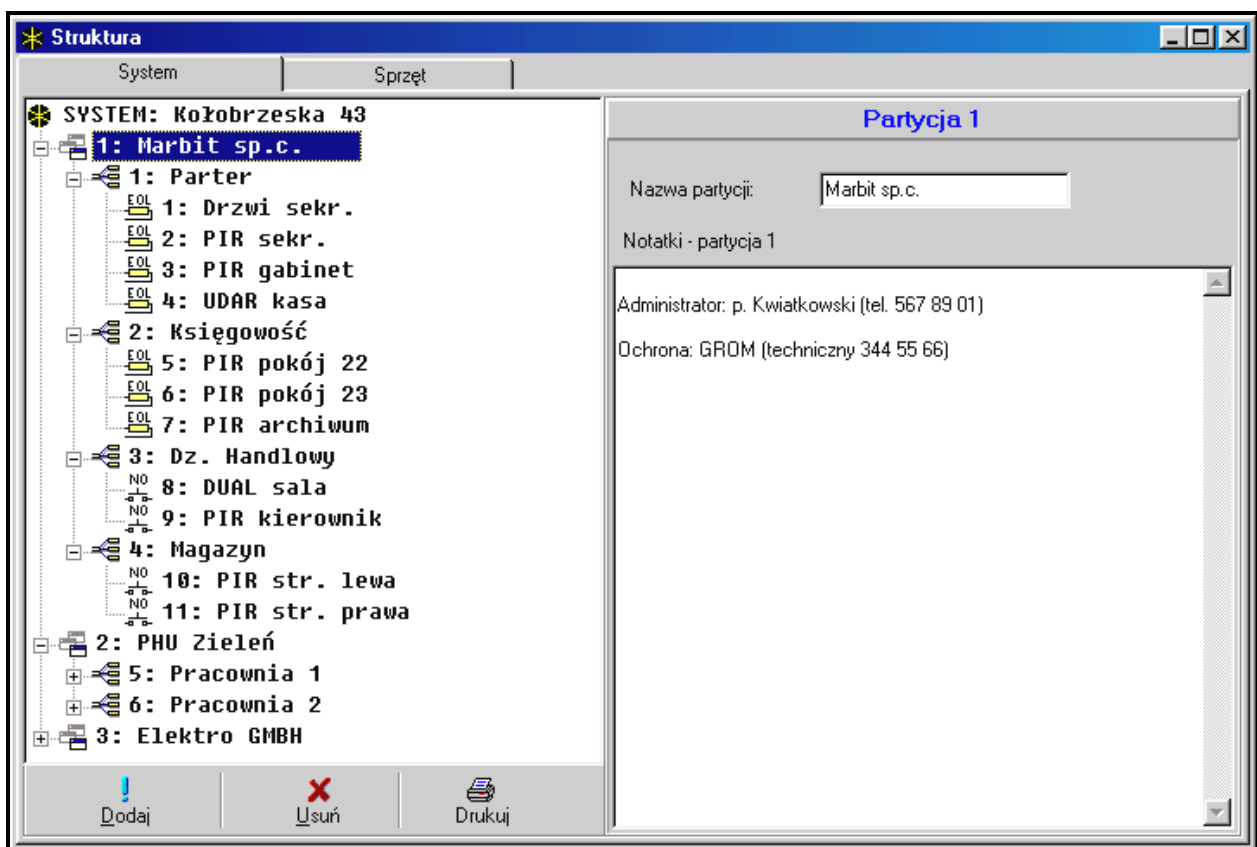 Struktura
System
Sprzęt
SYSTEM: Kołobrzeska 43
1: Marbit sp.c.
1: Parter
EOL 1: Drzwi sekr.
EOL 2: PIR sekr.
EOL 3: PIR gabinet
EOL 4: UDAR kasa
2: Księgowość
EOL 5: PIR pokój 22
EOL 6: PIR pokój 23
EOL 7: PIR archiwum
3: Dz. Handlowy
NO 8: DUAL sala
NO 9: PIR kierownik
4: Magazyn
NO 10: PIR str. lewa
NO 11: PIR str. prawa
2: PHU Zieleń
5: Pracownia 1
6: Pracownia 2
3: Elektro GMBH
Dodaj
Usuń
Drukuj
Partycja 1
Nazwa partycji: Marbit sp.c.
Notatki - partycja 1
Administrator: p. Kwiatkowski (tel. 567 89 01)
Ochrona: GROM (techniczny 344 55 66)